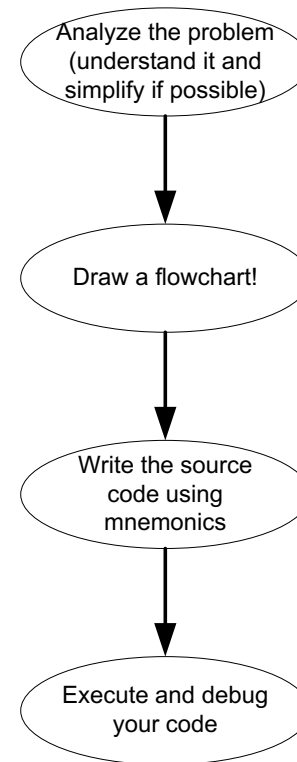 Analyze the problem
(understand it and
simplify if possible)
Draw a flowchart!
Write the source
code using
mnemonics
Execute and debug
your code